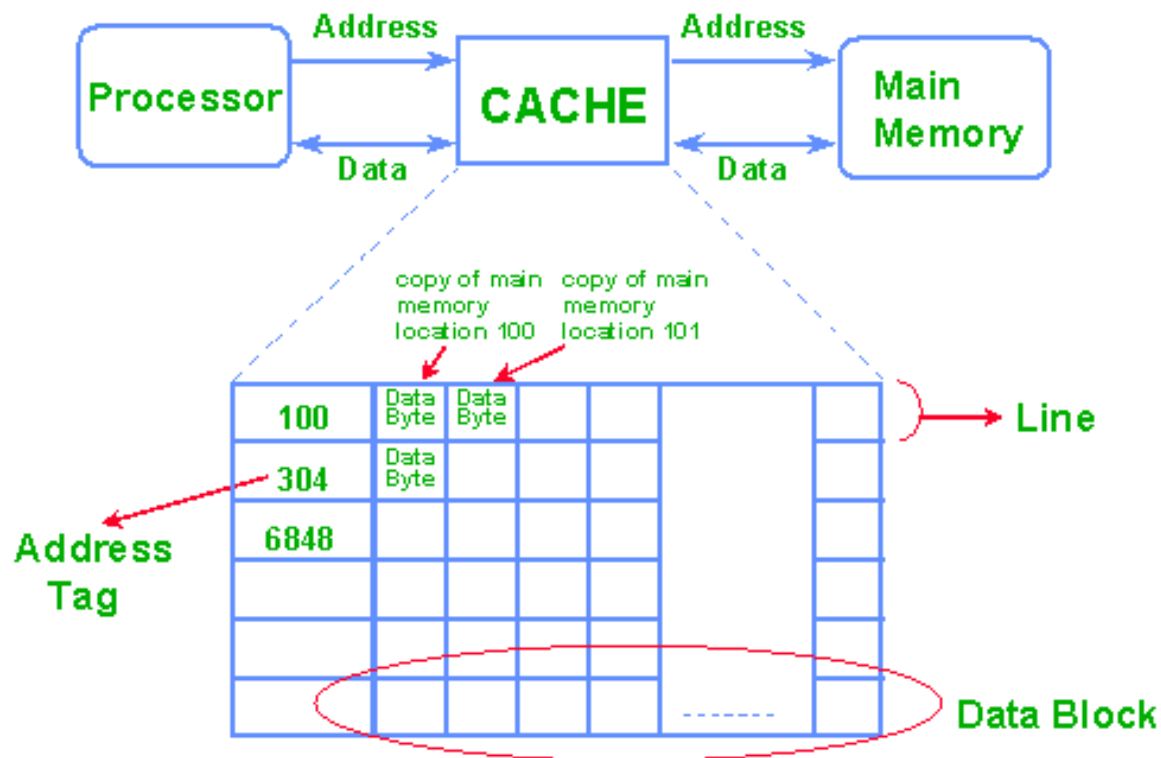 Address
Address
Processor
CACHE
Main
Memory
Data
Data
copy of main
memory
location 100
copy of main
memory
location 101
100
Data
Byte
Data
Byte
Line
304
Data
Byte
6848
Address
Tag
Data Block